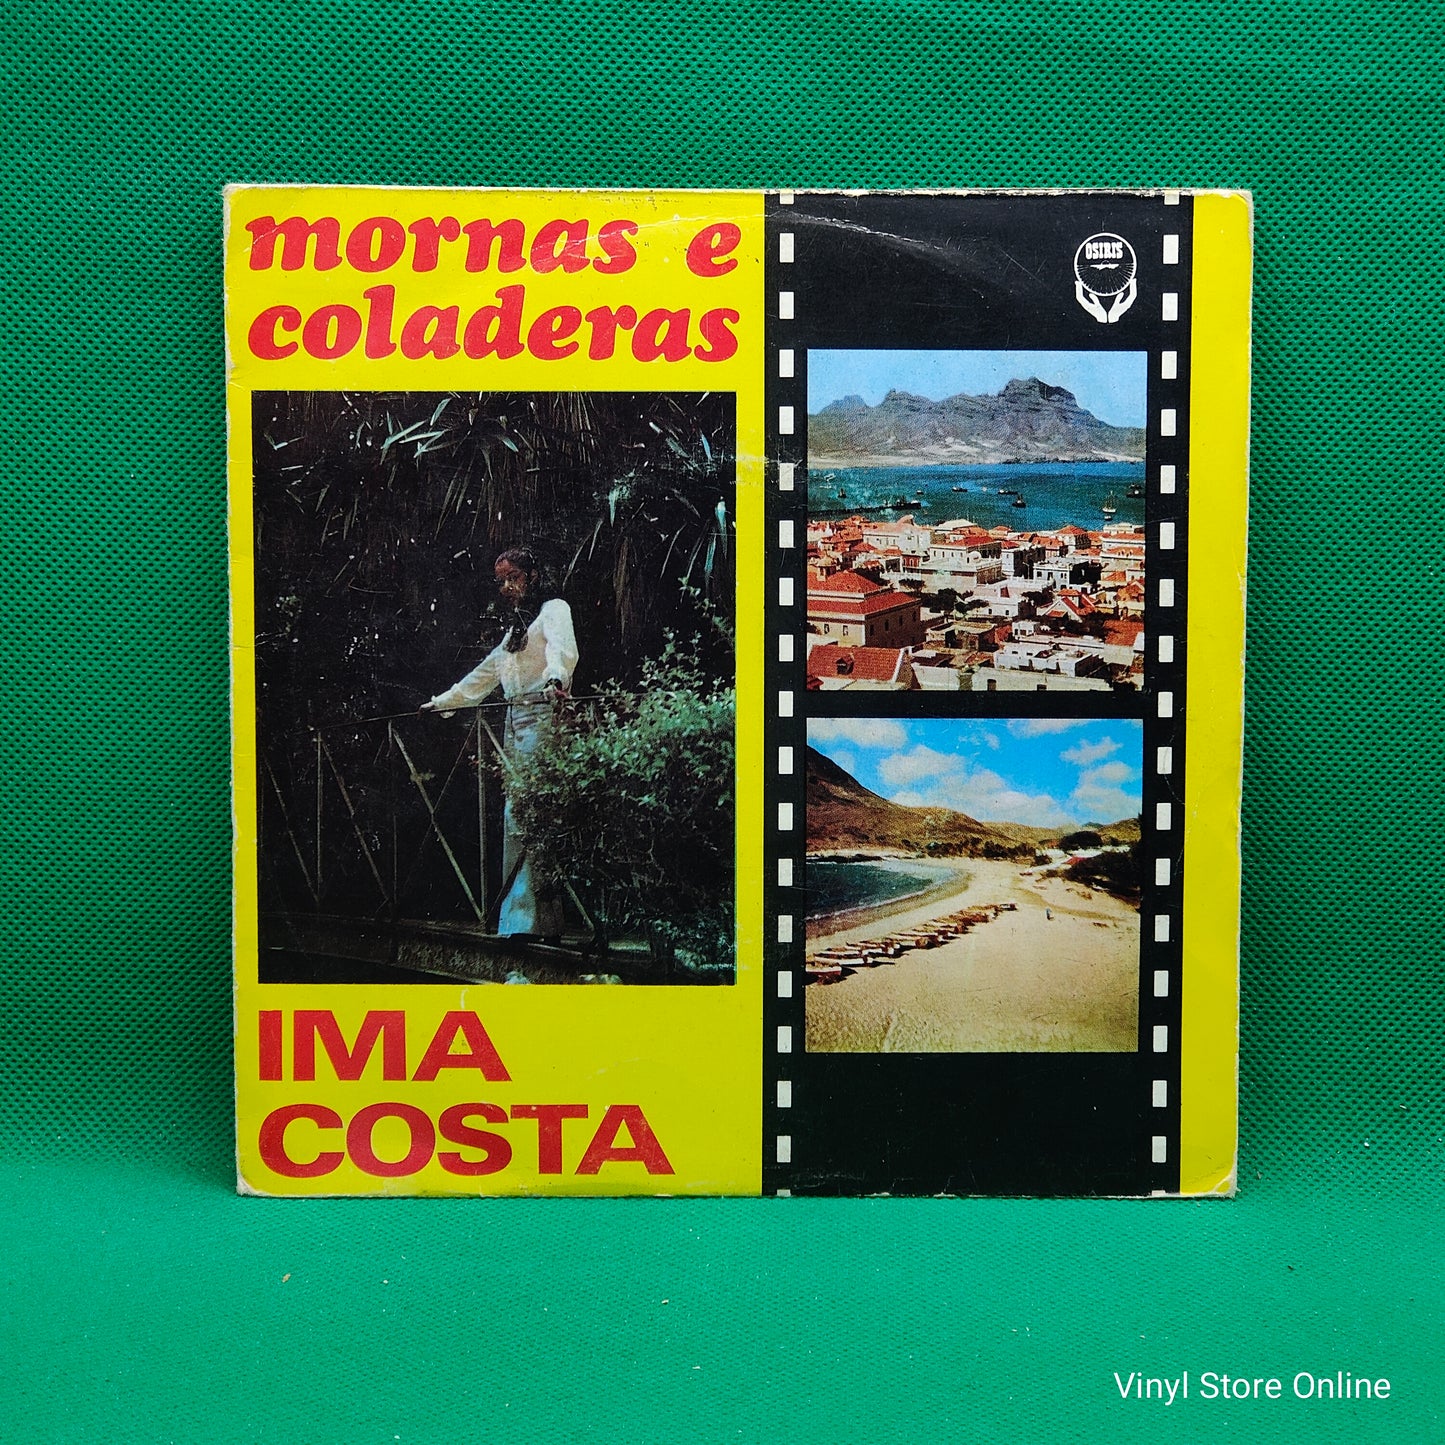 mornas e
coladeras
OSIRIS
IMA
COSTA
Vinyl Store Online